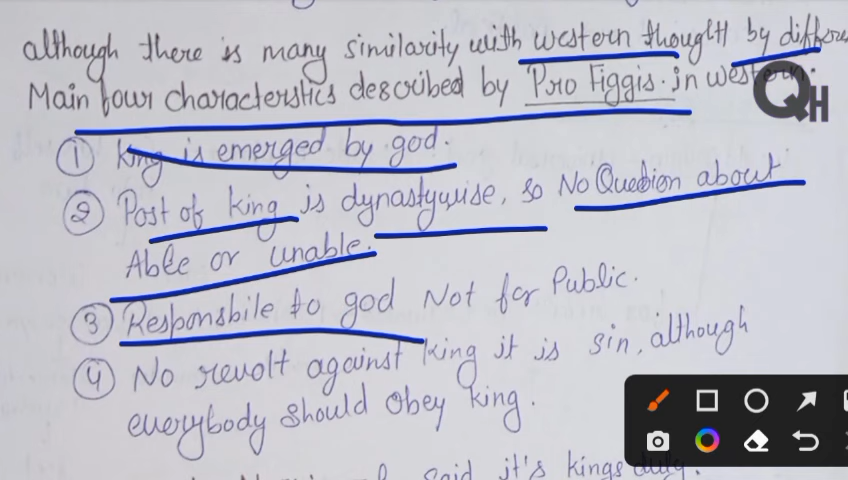 although there is many similarity with western thought by differ
Main four characterstics described by Pro Figgis. in western.
QH
① King is emerged by god.
② Post of king is dynastywise, so No Question about
Able or unable.
③ Responsbile to god Not for Public.
④ No revolt against king it is sin, although
everybody should obey king.
said it's kings duty.